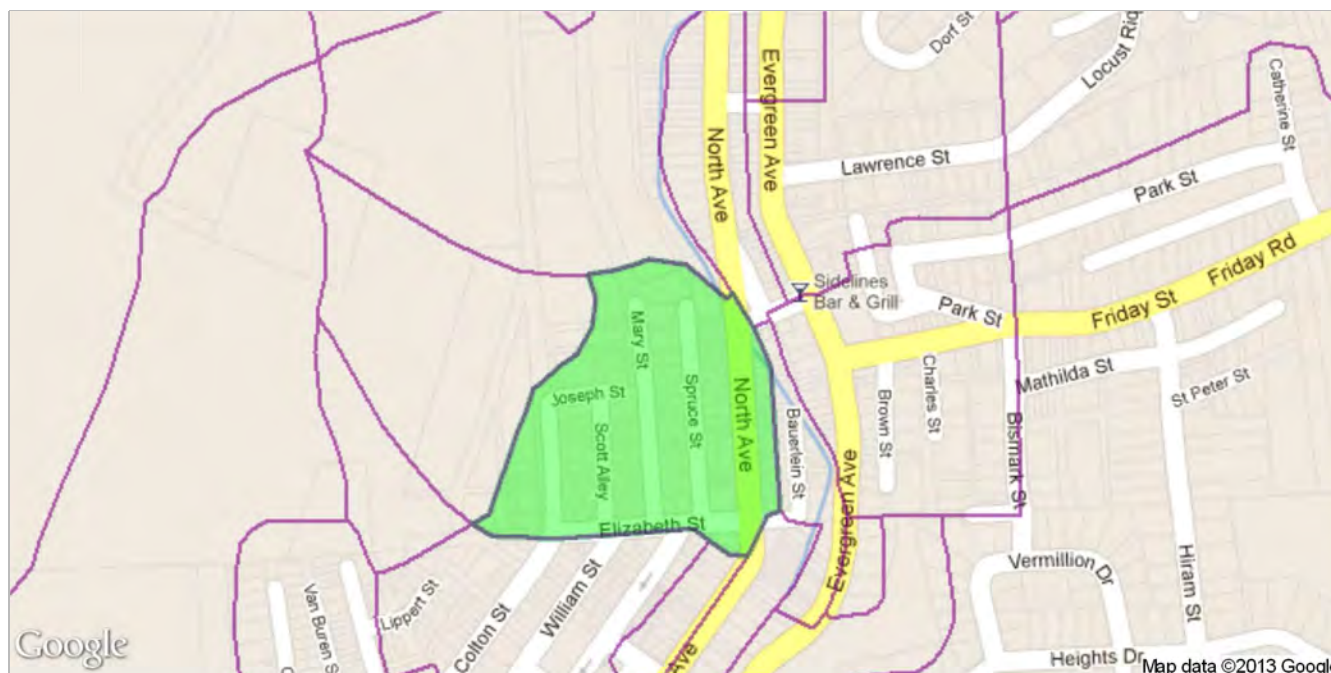 Dorf St
Locust Rid
Catherine St
Evergreen Ave
North Ave
Lawrence St
Park St
Friday Rd
Sidelines
Bar & Grill
Park St
Friday St
Mary St
Spruce St
North Ave
Joseph St
Scott Alley
Charles St
Brown St
Mathilda St
St Peter St
Bauerlein St
Bismark St
Elizabeth St
Evergreen Ave
Hiram St
Vermillion Dr
William St
Lippert St
Van Buren S
Colton St
Ave
Heights Dr
Google
Map data ©2013 Google